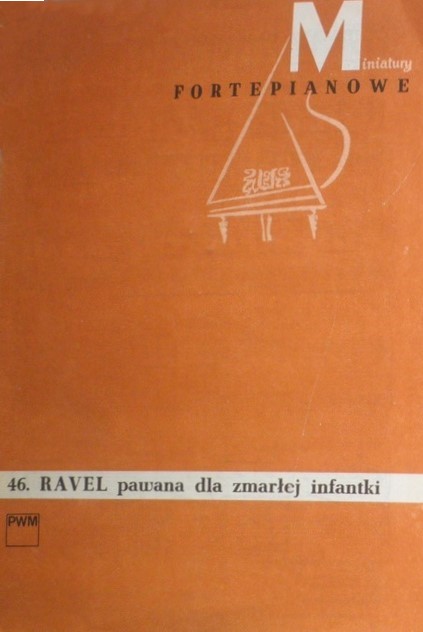 Miniatury
FORTEPIANOWE
46. RAVEL pawana dla zmarłej infantki
PWM